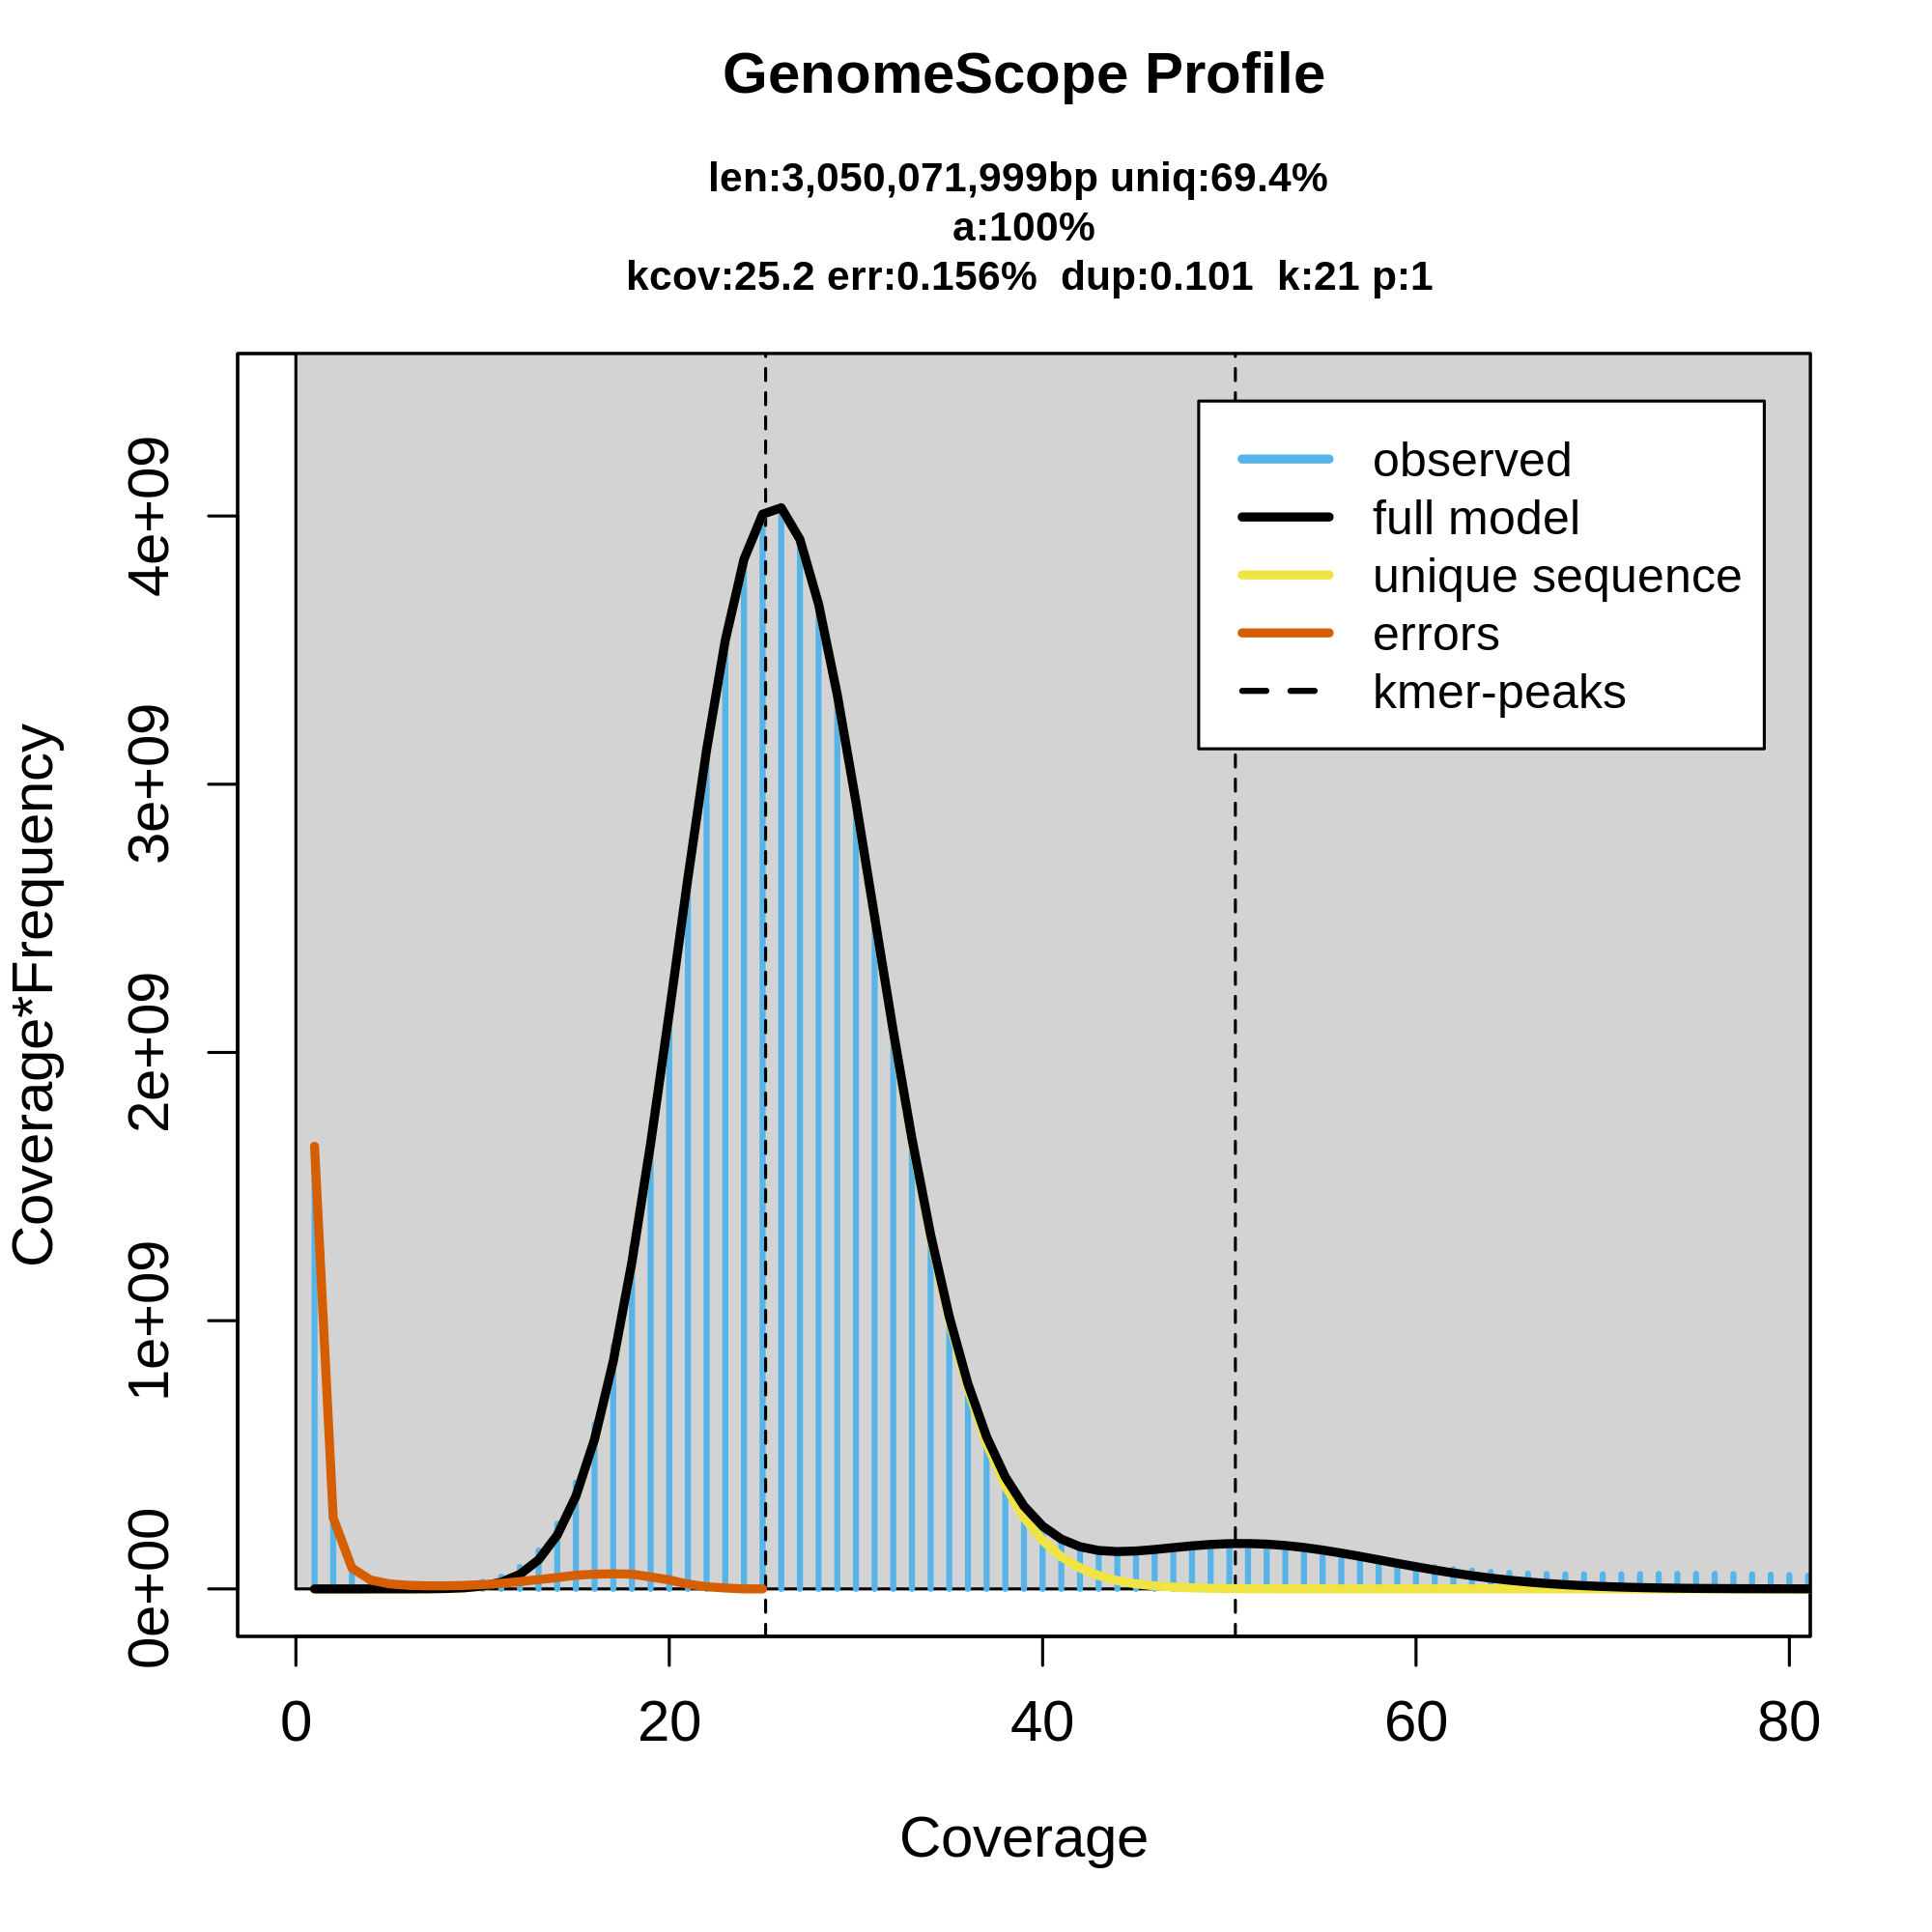 GenomeScope Profile
len:3,050,071,999bp uniq:69.4%
a:100%
kcov:25.2 err:0.156%  dup:0.101  k:21 p:1
observed
full model
unique sequence
errors
kmer-peaks
Coverage*Frequency
4e+09
3e+09
2e+09
1e+09
0e+00
0 20 40 60 80
Coverage